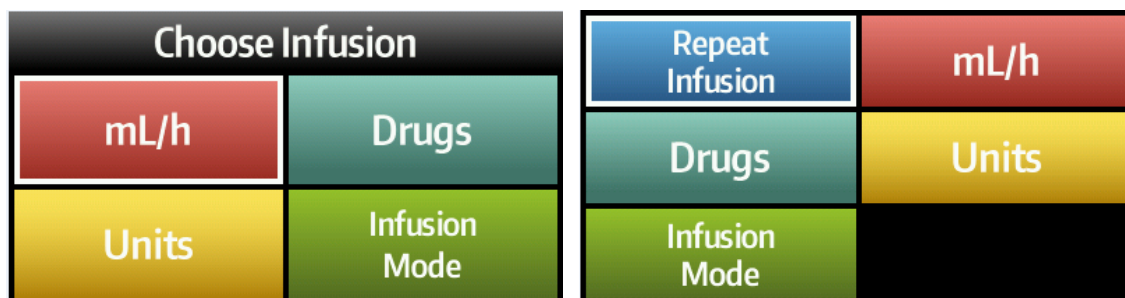 Choose Infusion
mL/h
Drugs
Units
Infusion
Mode
Repeat
Infusion
mL/h
Drugs
Units
Infusion
Mode